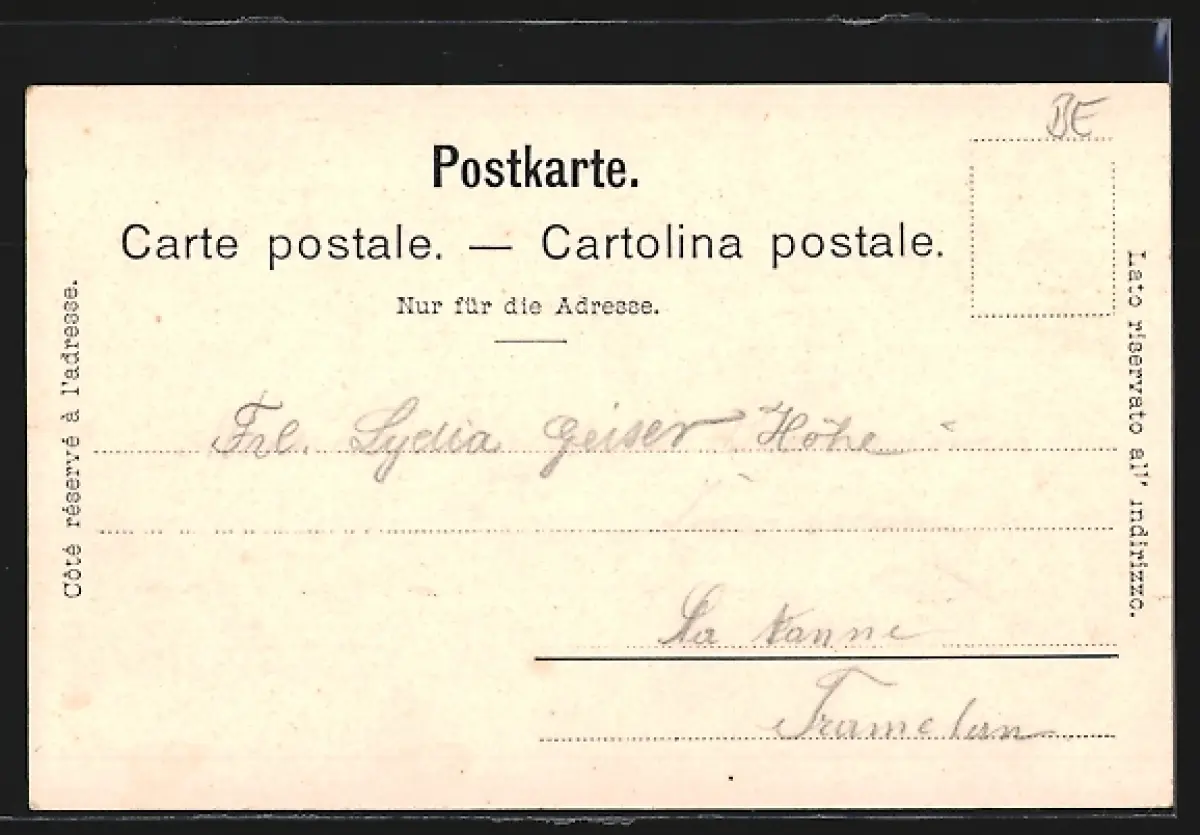 BE
Postkarte.
Carte postale. — Cartolina postale.
Nur für die Adresse.
Côté réservé à l'adresse.
Lato riservato all' indirizzo.
Frl. Lydia Geiser Höhe
La Tanne
Tramelan